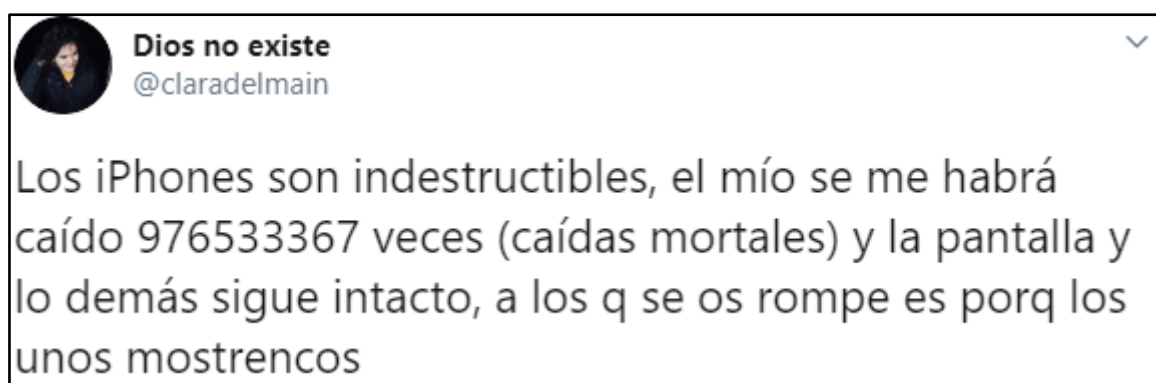 Dios no existe
@claradelmain
Los iPhones son indestructibles, el mío se me habrá
caído 976533367 veces (caídas mortales) y la pantalla y
lo demás sigue intacto, a los q se os rompe es porq los
unos mostrencos